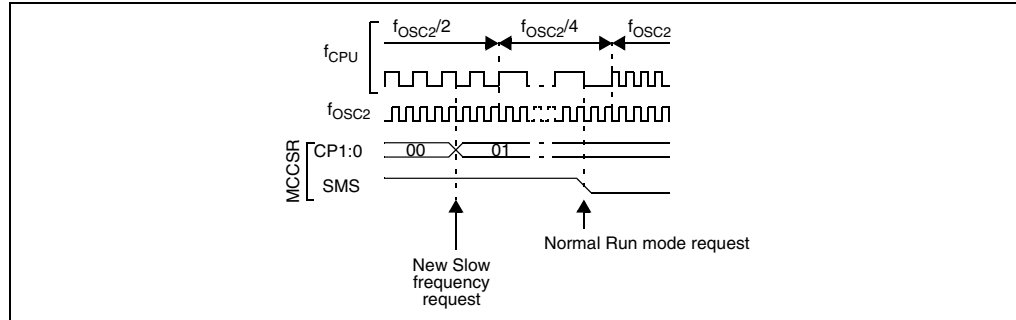 fOSC2/2 fOSC2/4 fOSC2
fCPU
fOSC2
MCCSR
CP1:0 00 01
SMS
Normal Run mode request
New Slow
frequency
request